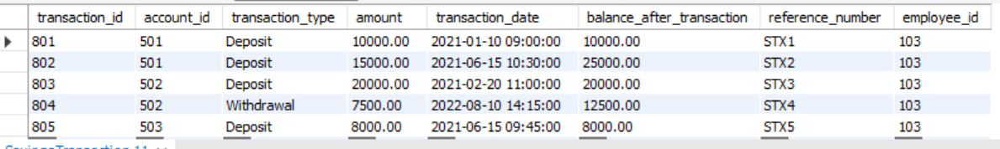 transaction_id account_id transaction_type amount transaction_date balance_after_transaction reference_number employee_id
801 501 Deposit 10000.00 2021-01-10 09:00:00 10000.00 STX1 103
802 501 Deposit 15000.00 2021-06-15 10:30:00 25000.00 STX2 103
803 502 Deposit 20000.00 2021-02-20 11:00:00 20000.00 STX3 103
804 502 Withdrawal 7500.00 2022-08-10 14:15:00 12500.00 STX4 103
805 503 Deposit 8000.00 2021-06-15 09:45:00 8000.00 STX5 103